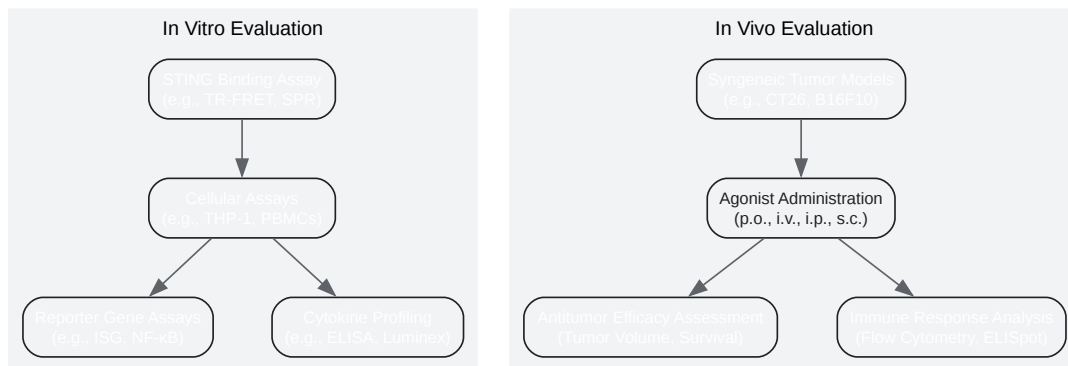 In Vitro Evaluation
STING Binding Assay
(e.g., TR-FRET, SPR)
Cellular Assays
(e.g., THP-1, PBMCs)
Reporter Gene Assays
(e.g., ISG, NF-κB)
Cytokine Profiling
(e.g., ELISA, Luminex)
In Vivo Evaluation
Syngeneic Tumor Models
(e.g., CT26, B16F10)
Agonist Administration
(p.o., i.v., i.p., s.c.)
Antitumor Efficacy Assessment
(Tumor Volume, Survival)
Immune Response Analysis
(Flow Cytometry, ELISpot)